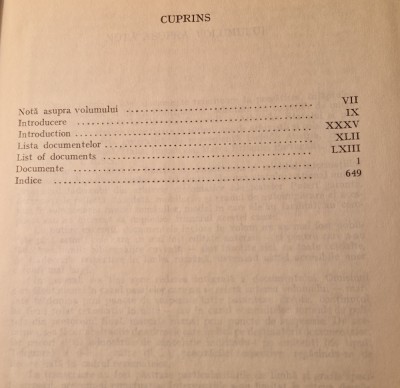 CUPRINS
Notă asupra volumului ........ VII
Introducere ........ IX
Introduction ........ XXXV
Lista documentelor ........ XLII
List of documents ........ LXIII
Documente ........ 1
Indice ........ 649